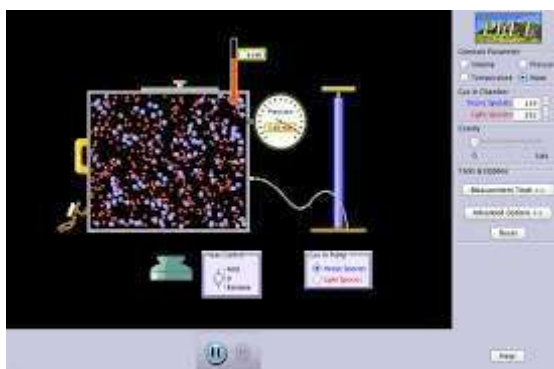 PhET
Constant Parameter
Volume Pressure
Temperature None
Gas in Chamber
Heavy Species
Light Species
Gravity
0 Lots
Tools & Options
Measurement Tools >>
Advanced Options >>
Reset
Pressure
Heat Control
Add
0
Remove
Gas in Pump
Heavy Species
Light Species
Help